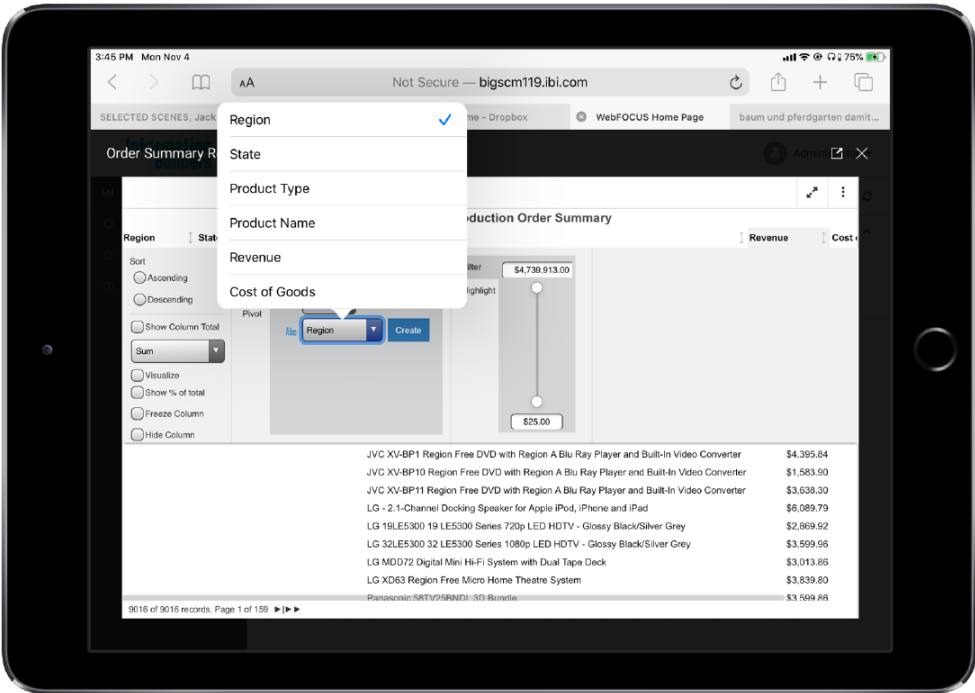 3:45 PM Mon Nov 4
75%
AA
Not Secure — bigscm119.ibi.com
SELECTED SCENES, Jack
me - Dropbox
WebFOCUS Home Page
baum und pferdgarten damit...
Order Summary R
Region
State
Product Type
Product Name
Revenue
Cost of Goods
duction Order Summary
Region
Stat
Revenue
Cost
Sort
Ascending
Descending
Show Column Total
Sum
Visualize
Show % of total
Freeze Column
Hide Column
Pivot
Abc
Region
Create
ilter
ighlight
$4,739,913.00
$25.00
JVC XV-BP1 Region Free DVD with Region A Blu Ray Player and Built-In Video Converter $4,395.84
JVC XV-BP10 Region Free DVD with Region A Blu Ray Player and Built-In Video Converter $1,583.90
JVC XV-BP11 Region Free DVD with Region A Blu Ray Player and Built-In Video Converter $3,638.30
LG - 2.1-Channel Docking Speaker for Apple iPod, iPhone and iPad $6,089.79
LG 19LE5300 19 LE5300 Series 720p LED HDTV - Glossy Black/Silver Grey $2,869.92
LG 32LE5300 32 LE5300 Series 1080p LED HDTV - Glossy Black/Silver Grey $3,599.96
LG MDD72 Digital Mini Hi-Fi System with Dual Tape Deck $3,013.86
LG XD63 Region Free Micro Home Theatre System $3,839.80
Panasonic 58TV25BNDL 3D Bundle $3,599.86
9016 of 9016 records, Page 1 of 159